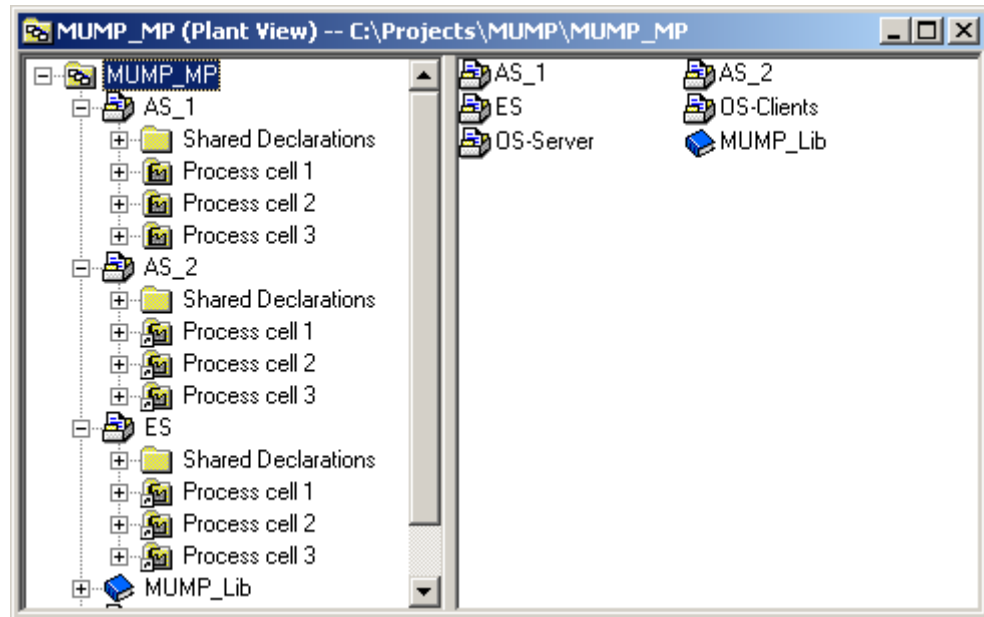 MUMP_MP (Plant View) -- C:\Projects\MUMP\MUMP_MP
MUMP_MP
AS_1
Shared Declarations
Process cell 1
Process cell 2
Process cell 3
AS_2
Shared Declarations
Process cell 1
Process cell 2
Process cell 3
ES
Shared Declarations
Process cell 1
Process cell 2
Process cell 3
MUMP_Lib
AS_1 AS_2
ES OS-Clients
OS-Server MUMP_Lib